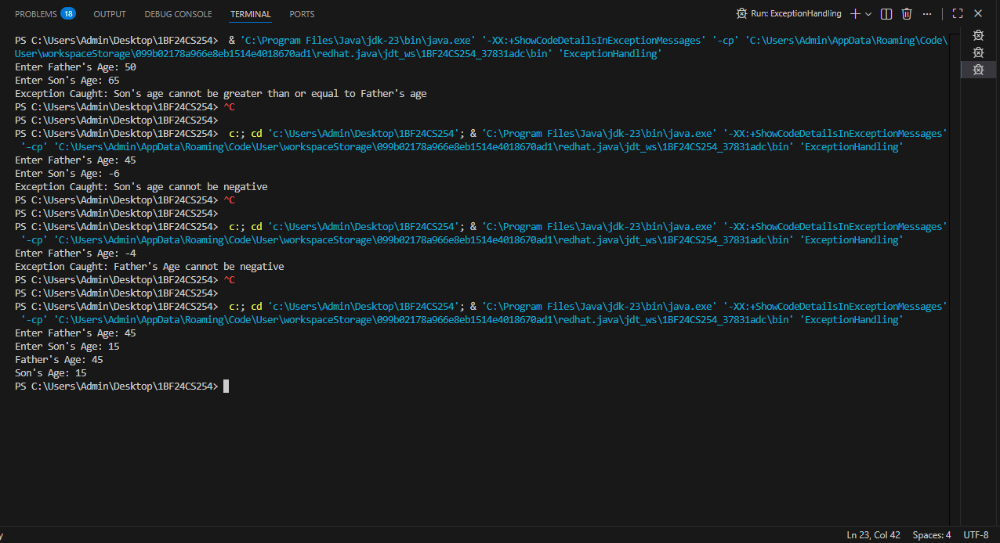 PROBLEMS 18 OUTPUT DEBUG CONSOLE TERMINAL PORTS Run: ExceptionHandling
PS C:\Users\Admin\Desktop\1BF24CS254>  & 'C:\Program Files\Java\jdk-23\bin\java.exe' '-XX:+ShowCodeDetailsInExceptionMessages' '-cp' 'C:\Users\Admin\AppData\Roaming\Code\
User\workspaceStorage\099b02178a966e8eb1514e4018670ad1\redhat.java\jdt_ws\1BF24CS254_37831adc\bin' 'ExceptionHandling'
Enter Father's Age: 50
Enter Son's Age: 65
Exception Caught: Son's age cannot be greater than or equal to Father's age
PS C:\Users\Admin\Desktop\1BF24CS254> ^C
PS C:\Users\Admin\Desktop\1BF24CS254>
PS C:\Users\Admin\Desktop\1BF24CS254>  c:; cd 'c:\Users\Admin\Desktop\1BF24CS254'; & 'C:\Program Files\Java\jdk-23\bin\java.exe' '-XX:+ShowCodeDetailsInExceptionMessages'
'-cp' 'C:\Users\Admin\AppData\Roaming\Code\User\workspaceStorage\099b02178a966e8eb1514e4018670ad1\redhat.java\jdt_ws\1BF24CS254_37831adc\bin' 'ExceptionHandling'
Enter Father's Age: 45
Enter Son's Age: -6
Exception Caught: Son's age cannot be negative
PS C:\Users\Admin\Desktop\1BF24CS254> ^C
PS C:\Users\Admin\Desktop\1BF24CS254>
PS C:\Users\Admin\Desktop\1BF24CS254>  c:; cd 'c:\Users\Admin\Desktop\1BF24CS254'; & 'C:\Program Files\Java\jdk-23\bin\java.exe' '-XX:+ShowCodeDetailsInExceptionMessages'
'-cp' 'C:\Users\Admin\AppData\Roaming\Code\User\workspaceStorage\099b02178a966e8eb1514e4018670ad1\redhat.java\jdt_ws\1BF24CS254_37831adc\bin' 'ExceptionHandling'
Enter Father's Age: -4
Exception Caught: Father's Age cannot be negative
PS C:\Users\Admin\Desktop\1BF24CS254> ^C
PS C:\Users\Admin\Desktop\1BF24CS254>
PS C:\Users\Admin\Desktop\1BF24CS254>  c:; cd 'c:\Users\Admin\Desktop\1BF24CS254'; & 'C:\Program Files\Java\jdk-23\bin\java.exe' '-XX:+ShowCodeDetailsInExceptionMessages'
'-cp' 'C:\Users\Admin\AppData\Roaming\Code\User\workspaceStorage\099b02178a966e8eb1514e4018670ad1\redhat.java\jdt_ws\1BF24CS254_37831adc\bin' 'ExceptionHandling'
Enter Father's Age: 45
Enter Son's Age: 15
Father's Age: 45
Son's Age: 15
PS C:\Users\Admin\Desktop\1BF24CS254>
Ln 23, Col 42 Spaces: 4 UTF-8